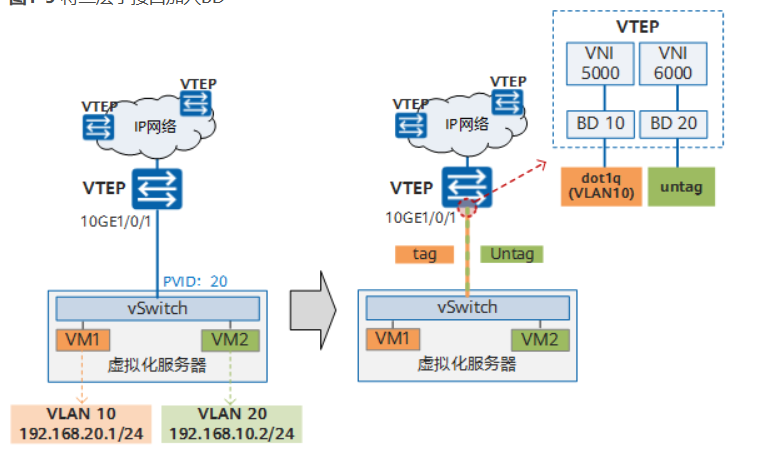 VTEP
VTEP
IP网络
VTEP
10GE1/0/1
PVID: 20
vSwitch
VM1
VM2
虚拟化服务器
VLAN 10
192.168.20.1/24
VLAN 20
192.168.10.2/24
VTEP
VTEP
IP网络
VTEP
10GE1/0/1
tag
Untag
vSwitch
VM1
VM2
虚拟化服务器
VTEP
VNI
5000
VNI
6000
BD 10
BD 20
dot1q
(VLAN10)
untag